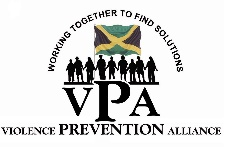 WORKING TOGETHER TO FIND SOLUTIONS
VPA
VIOLENCE PREVENTION ALLIANCE